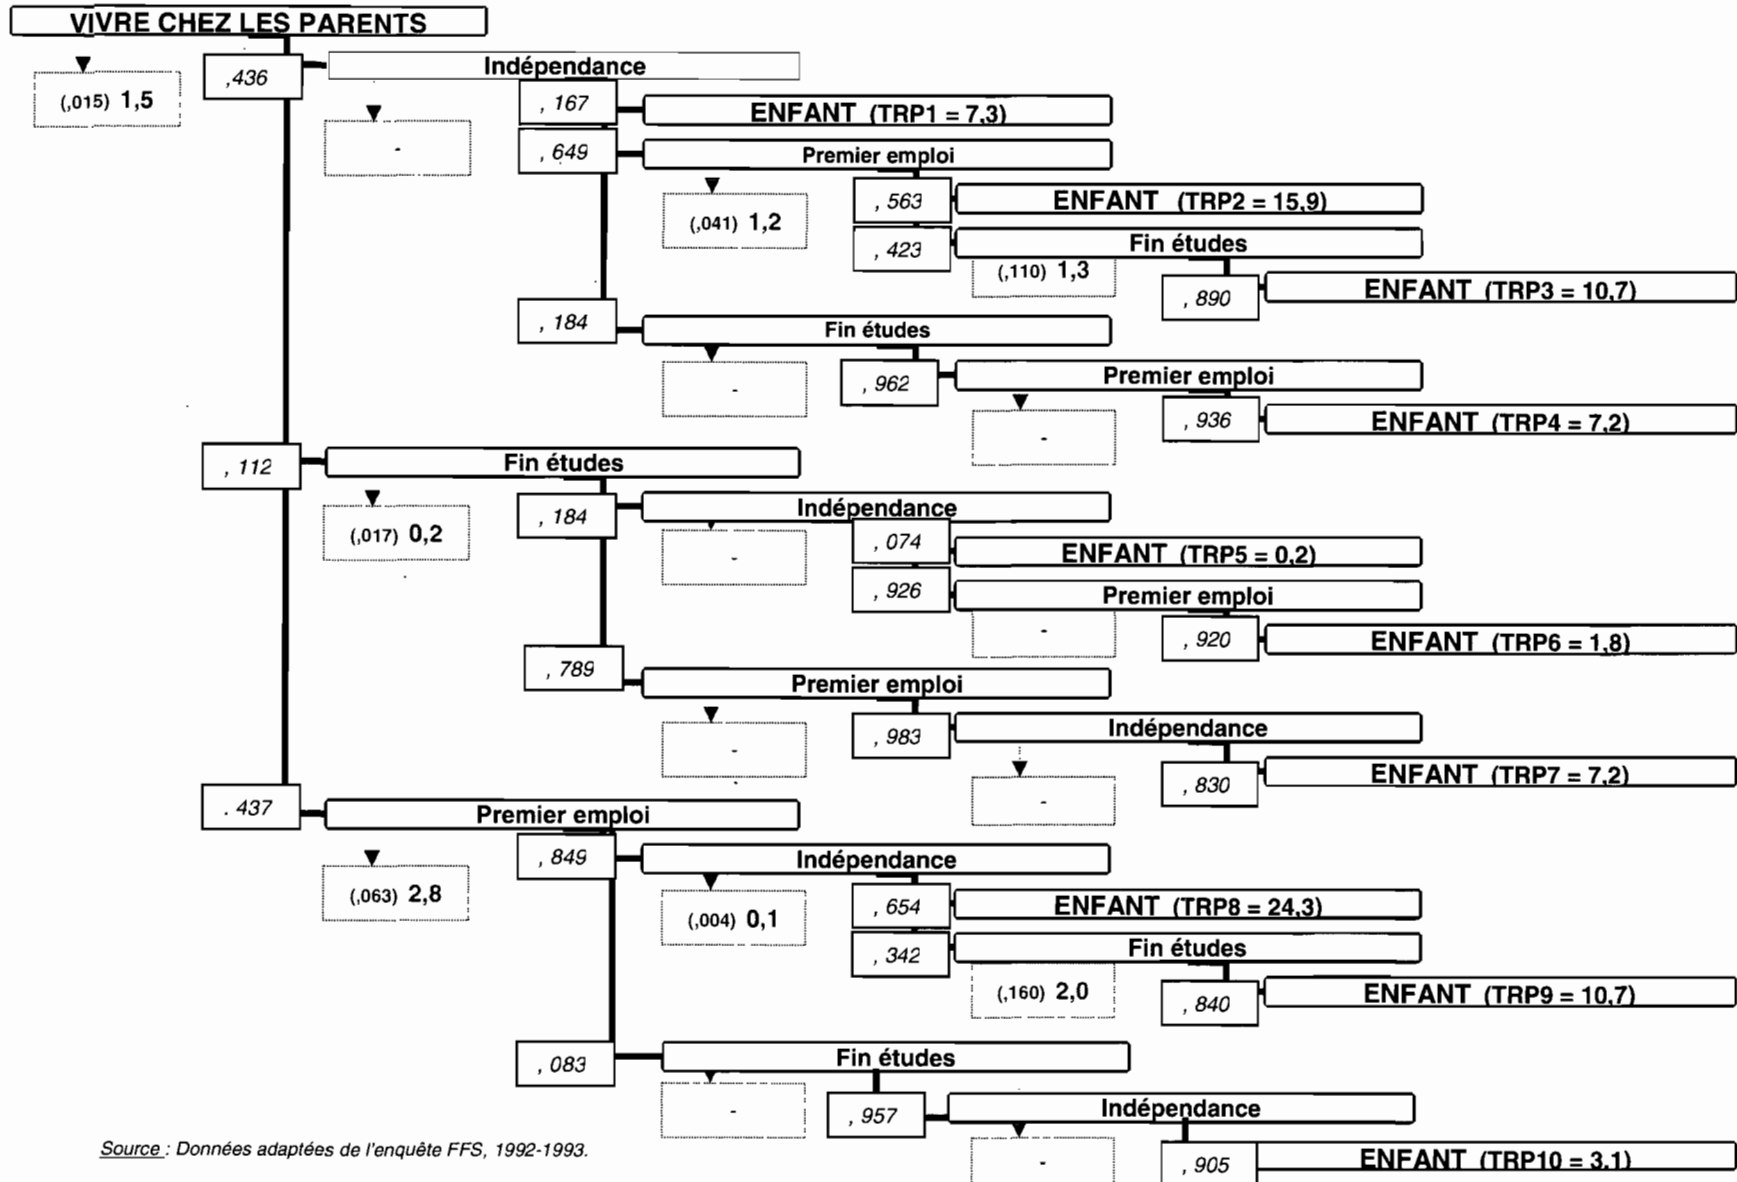 VIVRE CHEZ LES PARENTS
(,015) 1,5
,436
Indépendance
-
, 167
ENFANT (TRP1 = 7,3)
, 649
Premier emploi
(,041) 1,2
, 563
ENFANT (TRP2 = 15,9)
, 423
Fin études
(,110) 1,3
, 890
ENFANT (TRP3 = 10,7)
, 184
Fin études
-
, 962
Premier emploi
-
, 936
ENFANT (TRP4 = 7,2)
, 112
Fin études
(,017) 0,2
, 184
Indépendance
-
, 074
ENFANT (TRP5 = 0,2)
, 926
Premier emploi
-
, 920
ENFANT (TRP6 = 1,8)
, 789
Premier emploi
-
, 983
Indépendance
-
, 830
ENFANT (TRP7 = 7,2)
. 437
Premier emploi
(,063) 2,8
, 849
Indépendance
(,004) 0,1
, 654
ENFANT (TRP8 = 24,3)
, 342
Fin études
(,160) 2,0
, 840
ENFANT (TRP9 = 10,7)
, 083
Fin études
-
, 957
Indépendance
-
, 905
ENFANT (TRP10 = 3,1)
Source : Données adaptées de l'enquête FFS, 1992-1993.